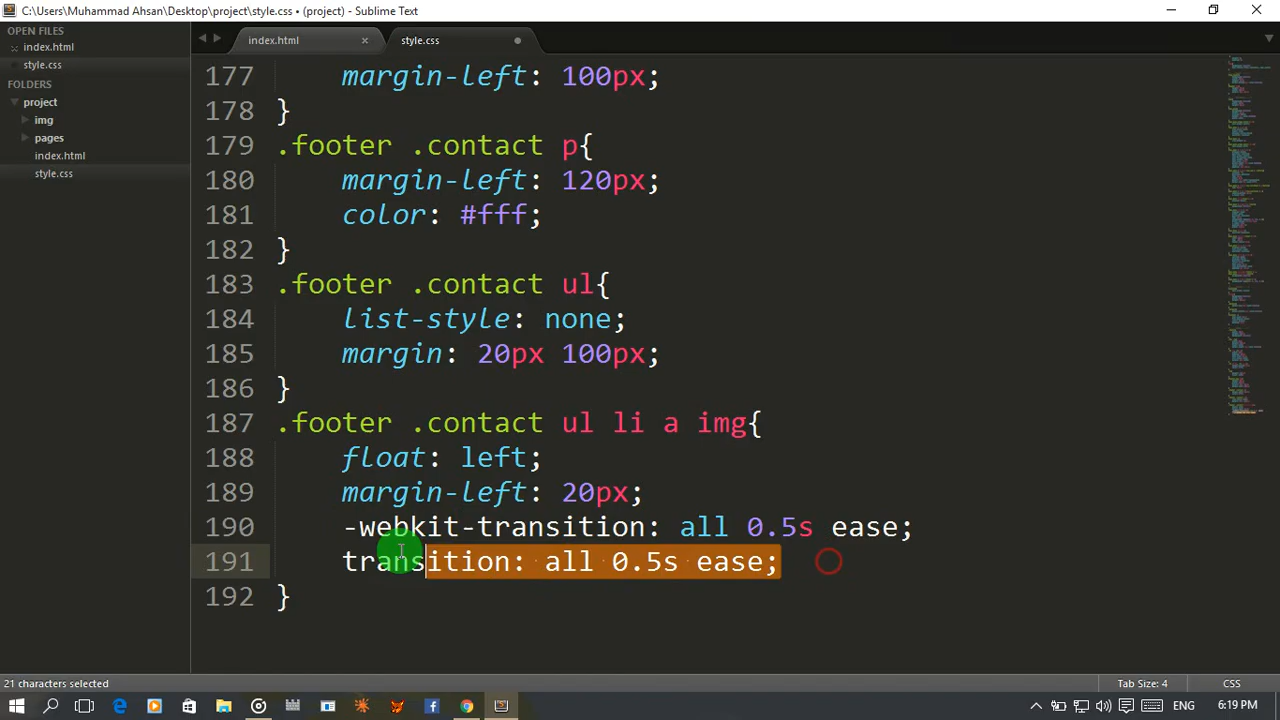 C:\Users\Muhammad Ahsan\Desktop\project\style.css • (project) - Sublime Text
OPEN FILES
index.html
style.css
FOLDERS
project
img
pages
index.html
style.css
index.html
style.css
177 margin-left: 100px;
178 }
179 .footer .contact p{
180 margin-left: 120px;
181 color: #fff;
182 }
183 .footer .contact ul{
184 list-style: none;
185 margin: 20px 100px;
186 }
187 .footer .contact ul li a img{
188 float: left;
189 margin-left: 20px;
190 -webkit-transition: all 0.5s ease;
191 transition: all 0.5s ease;
192 }
21 characters selected
Tab Size: 4
CSS
6:19 PM